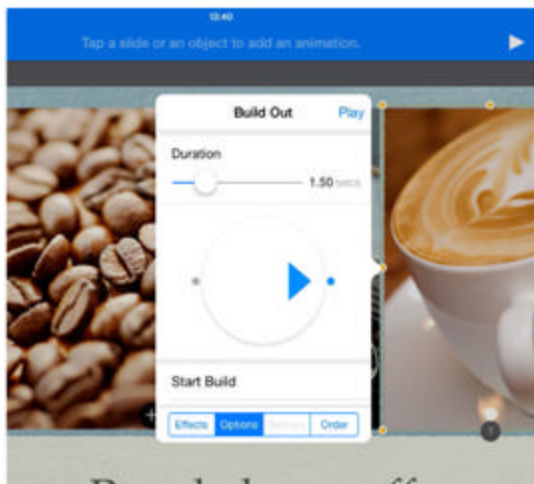 13:40
Tap a slide or an object to add an animation.
Build Out
Play
Duration
1.50 secs
Start Build
Effects
Options
Delivery
Order